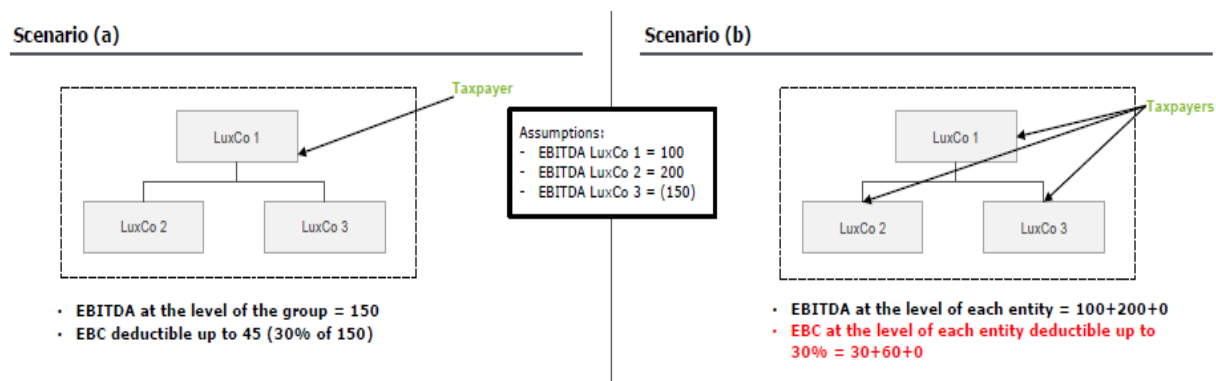 Scenario (a)
Taxpayer
LuxCo 1
LuxCo 2
LuxCo 3
· EBITDA at the level of the group = 150
· EBC deductible up to 45 (30% of 150)
Assumptions:
- EBITDA LuxCo 1 = 100
- EBITDA LuxCo 2 = 200
- EBITDA LuxCo 3 = (150)
Scenario (b)
Taxpayers
LuxCo 1
LuxCo 2
LuxCo 3
· EBITDA at the level of each entity = 100+200+0
· EBC at the level of each entity deductible up to
30% = 30+60+0